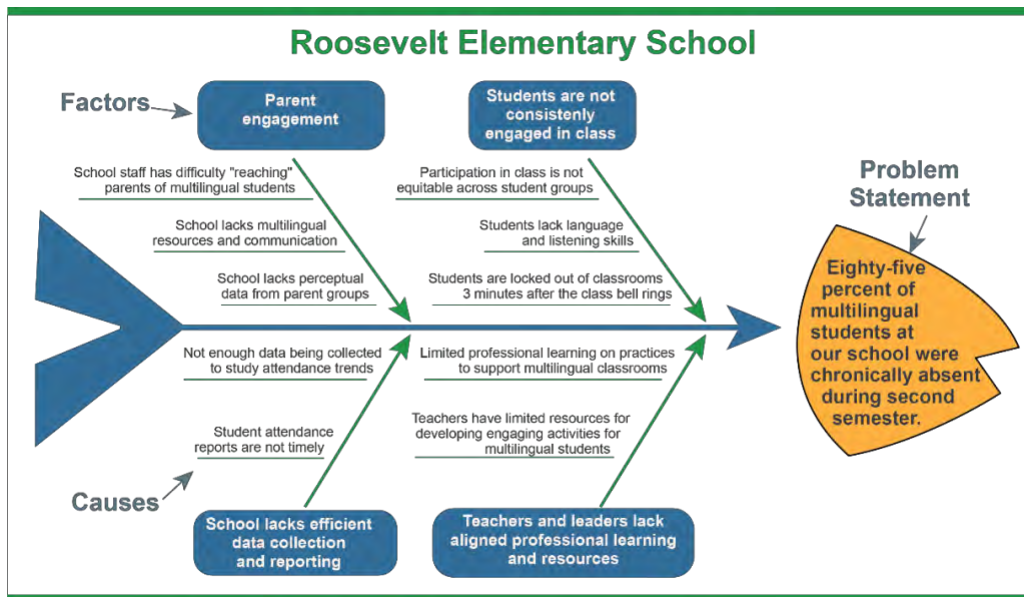 Roosevelt Elementary School
Factors
Parent
engagement
Students are not
consistenly
engaged in class
School staff has difficulty "reaching"
parents of multilingual students
School lacks multilingual
resources and communication
School lacks perceptual
data from parent groups
Participation in class is not
equitable across student groups
Students lack language
and listening skills
Students are locked out of classrooms
3 minutes after the class bell rings
Problem
Statement
Eighty-five
percent of
multilingual
students at
our school were
chronically absent
during second
semester.
Not enough data being collected
to study attendance trends
Student attendance
reports are not timely
Limited professional learning on practices
to support multilingual classrooms
Teachers have limited resources for
developing engaging activities for
multilingual students
Causes
School lacks efficient
data collection
and reporting
Teachers and leaders lack
aligned professional learning
and resources